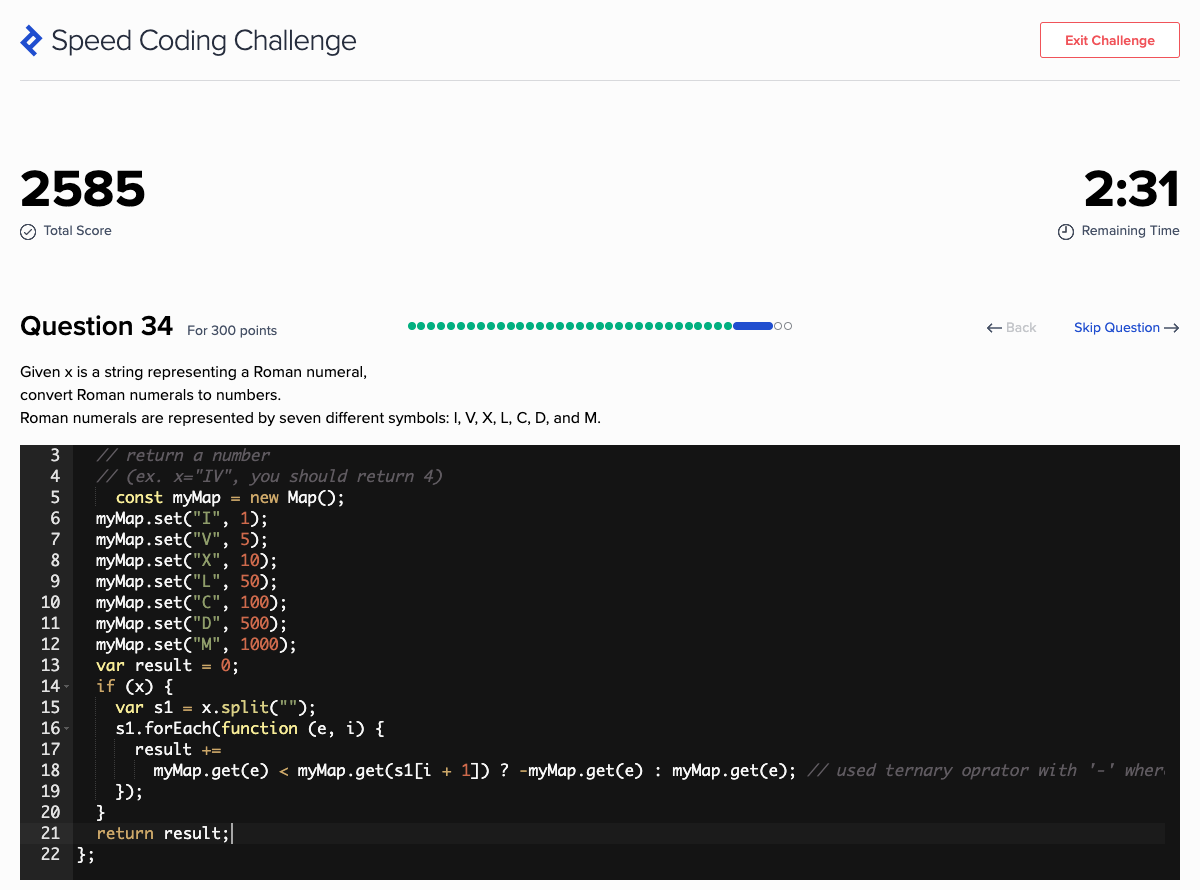 Speed Coding Challenge
Exit Challenge
2585
Total Score
2:31
Remaining Time
Question 34 For 300 points
← Back
Skip Question →
Given x is a string representing a Roman numeral,
convert Roman numerals to numbers.
Roman numerals are represented by seven different symbols: I, V, X, L, C, D, and M.
3 // return a number
4 // (ex. x="IV", you should return 4)
5 const myMap = new Map();
6 myMap.set("I", 1);
7 myMap.set("V", 5);
8 myMap.set("X", 10);
9 myMap.set("L", 50);
10 myMap.set("C", 100);
11 myMap.set("D", 500);
12 myMap.set("M", 1000);
13 var result = 0;
14 if (x) {
15 var s1 = x.split("");
16 s1.forEach(function (e, i) {
17 result +=
18 myMap.get(e) < myMap.get(s1[i + 1]) ? -myMap.get(e) : myMap.get(e); // used ternary oprator with '-' wher
19 });
20 }
21 return result;
22 };